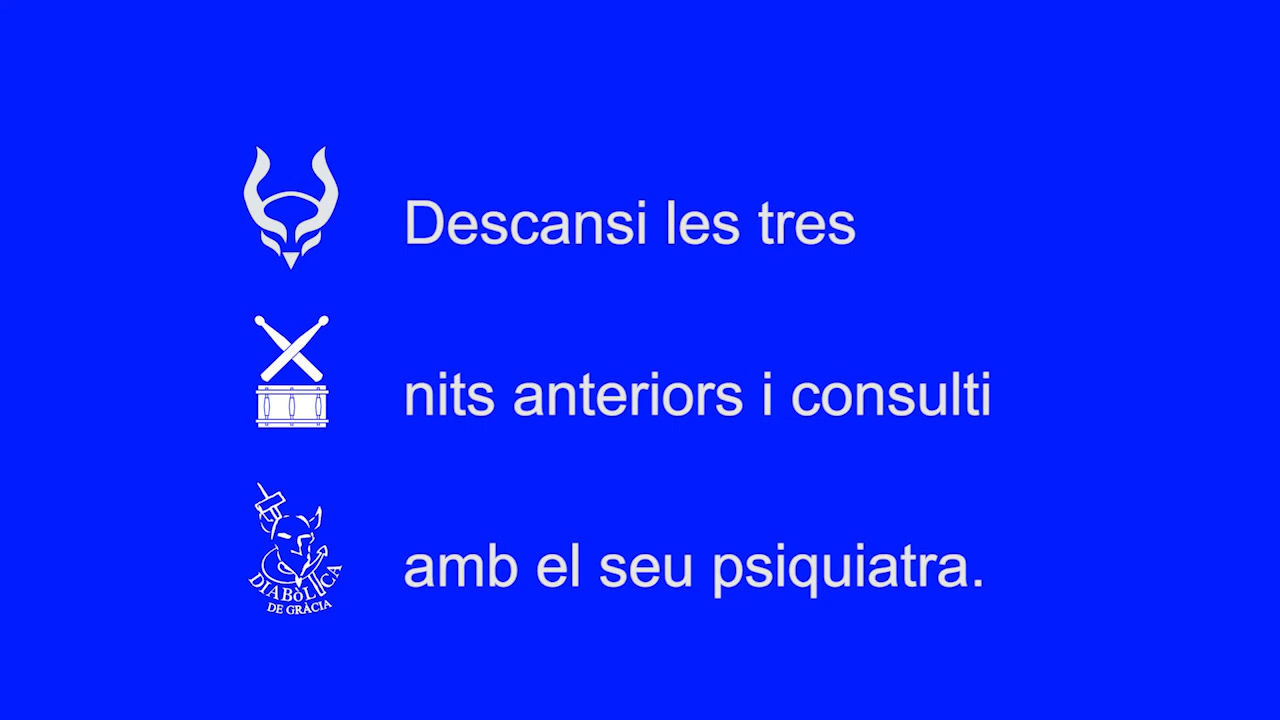 Descansi les tres
nits anteriors i consulti
amb el seu psiquiatra.
DIABÒLICA
DE GRÀCIA